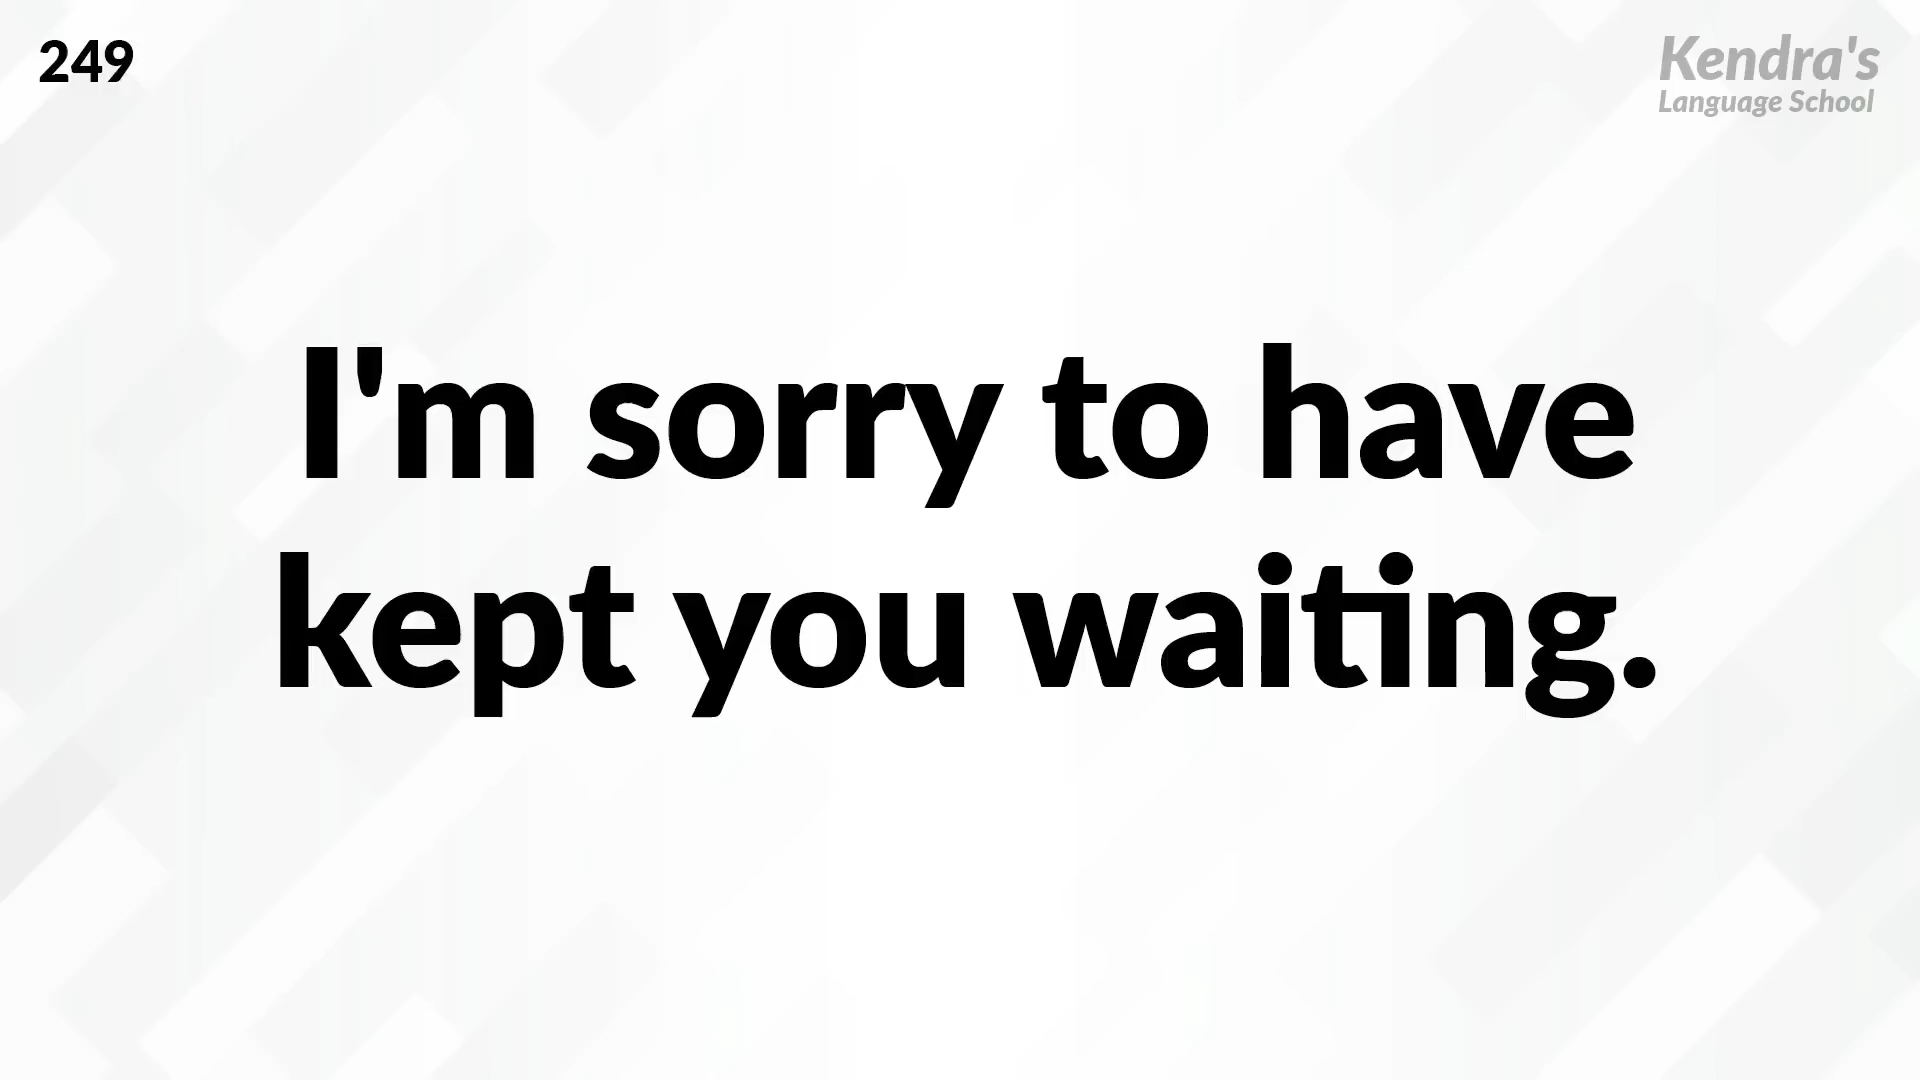 249
Kendra's
Language School
I'm sorry to have
kept you waiting.